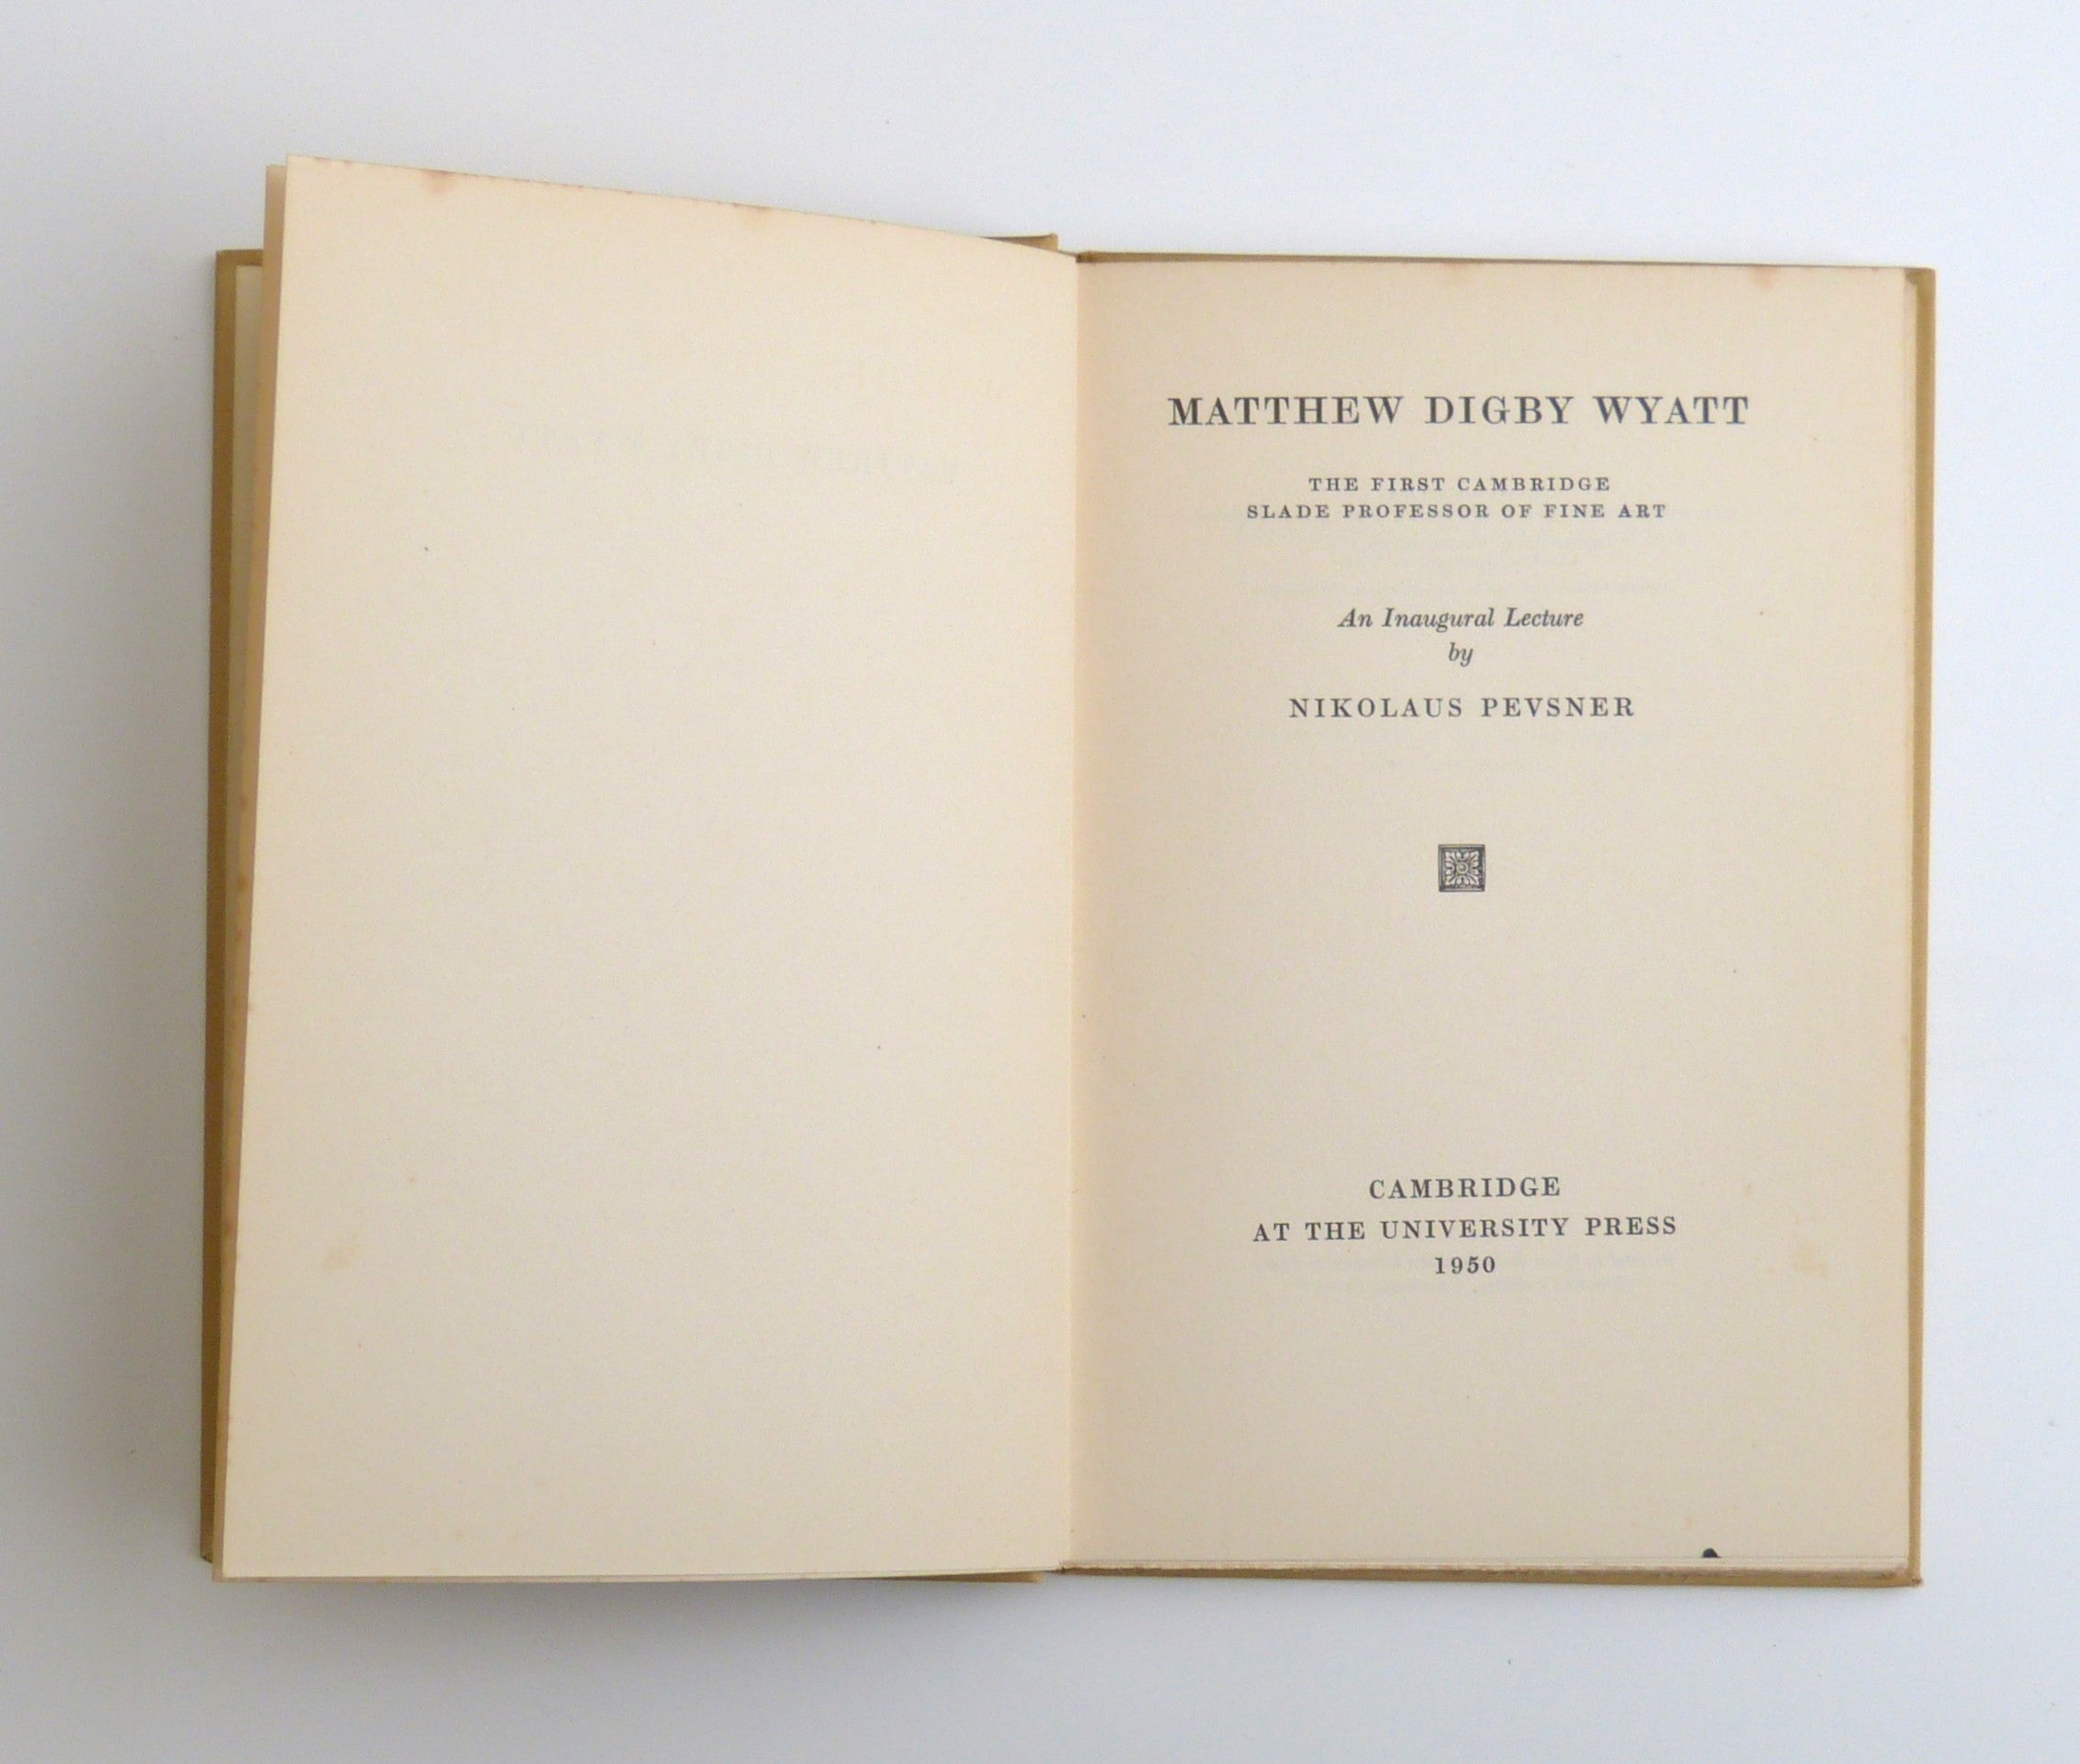 MATTHEW DIGBY WYATT
THE FIRST CAMBRIDGE
SLADE PROFESSOR OF FINE ART
An Inaugural Lecture
by
NIKOLAUS PEVSNER
CAMBRIDGE
AT THE UNIVERSITY PRESS
1950